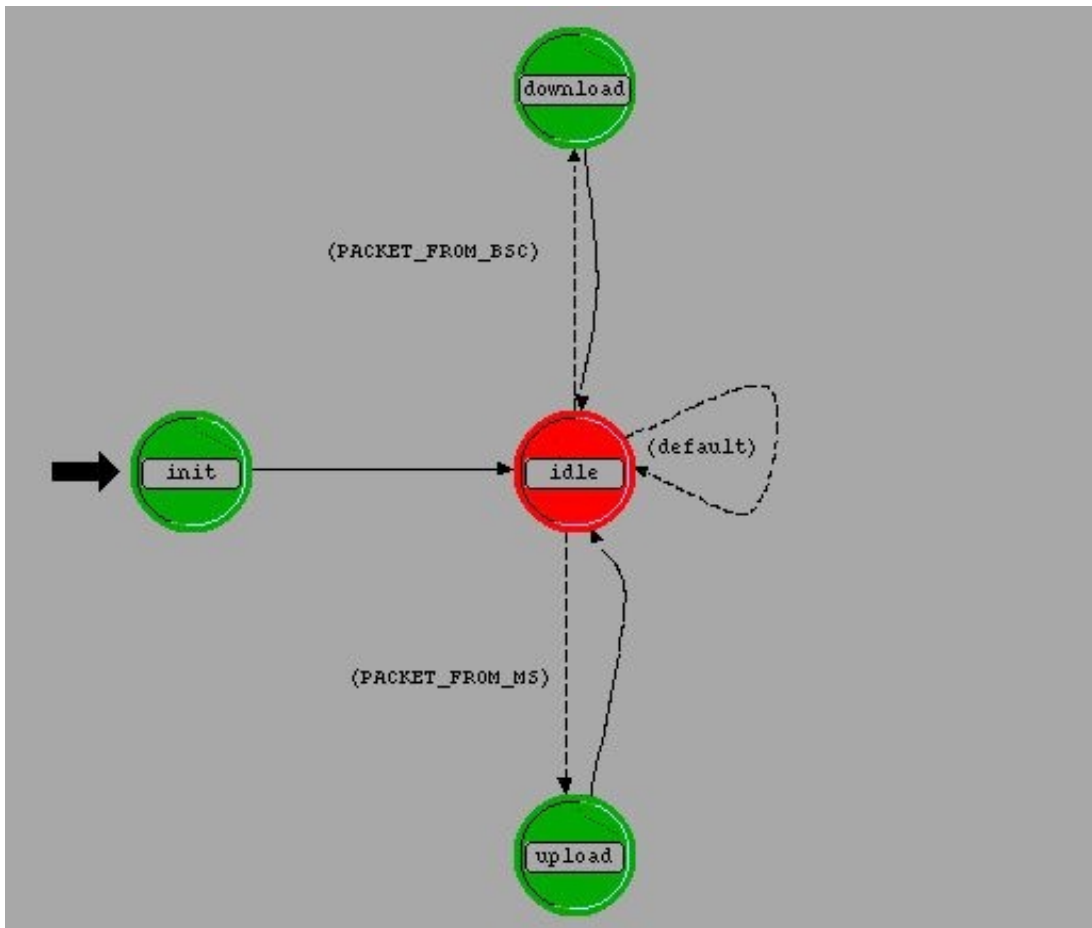 download
(PACKET_FROM_BSC)
(default)
init
idle
(PACKET_FROM_MS)
upload